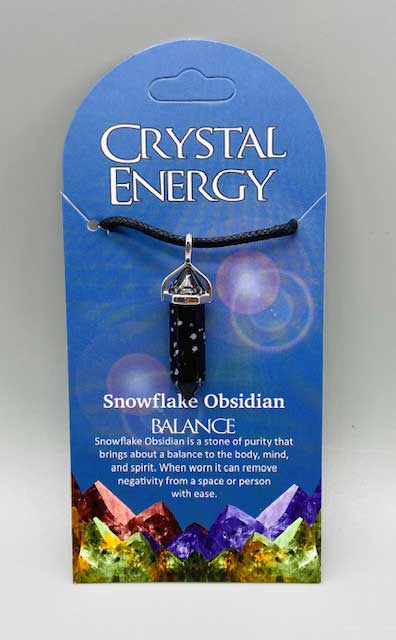 CRYSTAL
ENERGY
Snowflake Obsidian
BALANCE
Snowflake Obsidian is a stone of purity that
brings about a balance to the body, mind,
and spirit. When worn it can remove
negativity from a space or person
with ease.